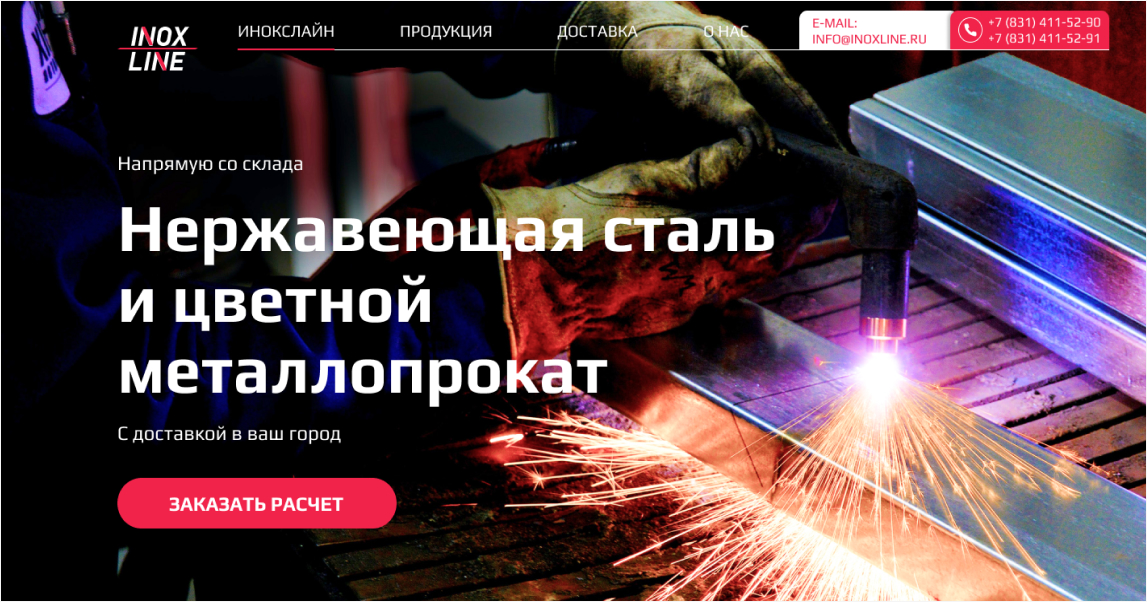 INOX
LINE
ИНОКСЛАЙН
ПРОДУКЦИЯ
ДОСТАВКА
О НАС
E-MAIL:
INFO@INOXLINE.RU
+7 (831) 411-52-90
+7 (831) 411-52-91
Напрямую со склада
Нержавеющая сталь
и цветной
металлопрокат
С доставкой в ваш город
ЗАКАЗАТЬ РАСЧЕТ